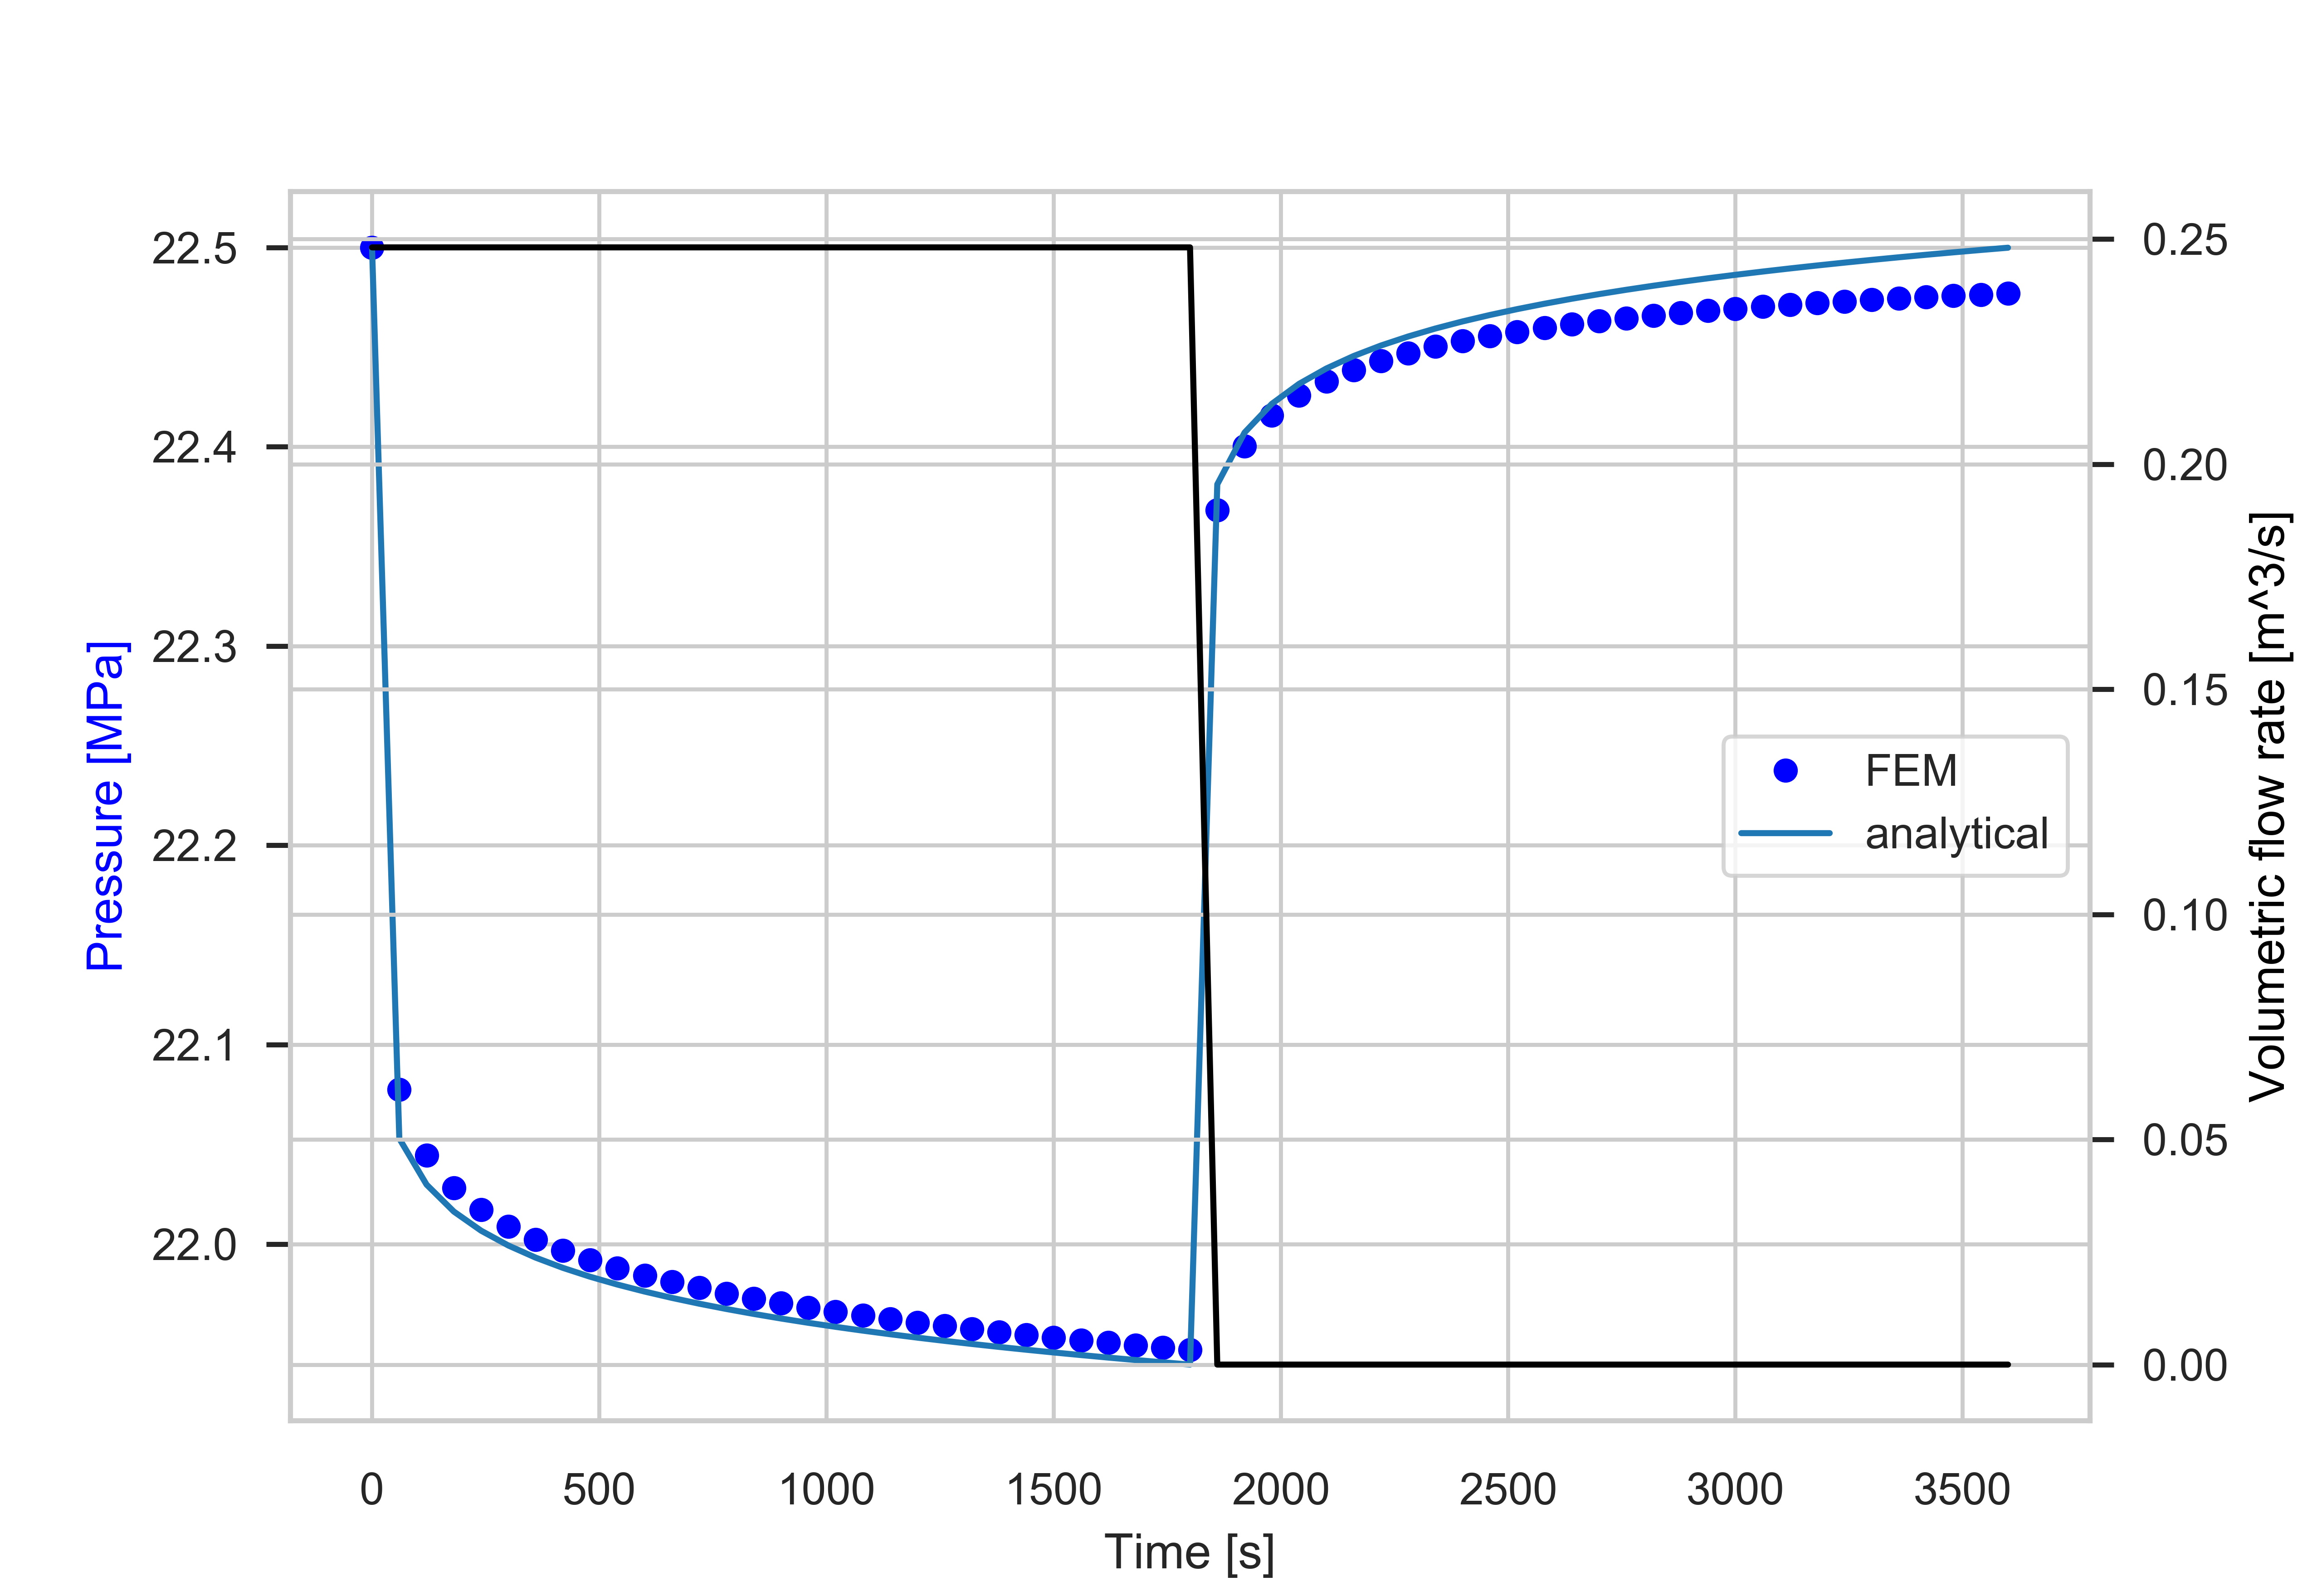 Pressure [MPa]
22.5
22.4
22.3
22.2
22.1
22.0
0.25
0.20
0.15
0.10
0.05
0.00
Volumetric flow rate [m^3/s]
FEM
analytical
0 500 1000 1500 2000 2500 3000 3500
Time [s]